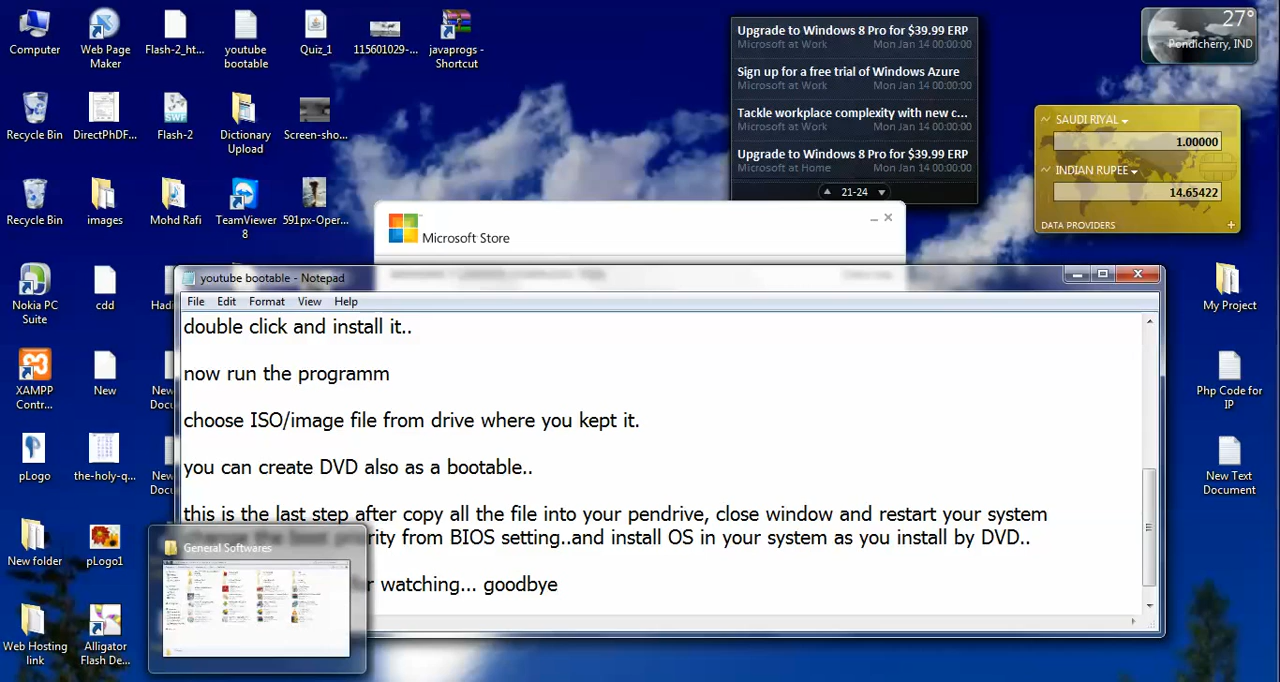 Computer
Web Page
Maker
Flash-2_ht...
youtube
bootable
Quiz_1
115601029-...
javaprogs -
Shortcut
Recycle Bin
DirectPhDF...
Flash-2
Dictionary
Upload
Screen-sho...
Recycle Bin
images
Mohd Rafi
TeamViewer
8
591px-Oper...
Nokia PC
Suite
cdd
XAMPP
Contr...
New
pLogo
the-holy-q...
New folder
pLogo1
Web Hosting
link
Alligator
Flash De...
Upgrade to Windows 8 Pro for $39.99 ERP
Microsoft at Work Mon Jan 14 00:00:00
Sign up for a free trial of Windows Azure
Microsoft at Work Mon Jan 14 00:00:00
Tackle workplace complexity with new c...
Microsoft at Work Mon Jan 14 00:00:00
Upgrade to Windows 8 Pro for $39.99 ERP
Microsoft at Home Mon Jan 14 00:00:00
21-24
27°
Pondicherry, IND
SAUDI RIYAL
1.00000
INDIAN RUPEE
14.65422
DATA PROVIDERS
Microsoft Store
youtube bootable - Notepad
File Edit Format View Help
double click and install it..
now run the programm
choose ISO/image file from drive where you kept it.
you can create DVD also as a bootable..
this is the last step after copy all the file into your pendrive, close window and restart your system
from BIOS setting..and install OS in your system as you install by DVD..
watching... goodbye
General Softwares
My Project
Php Code for
IP
New Text
Document